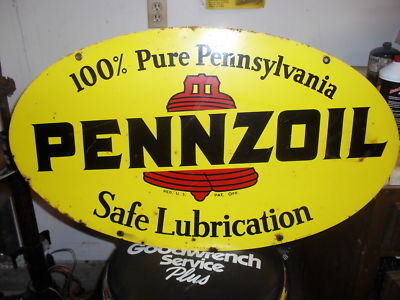 100% Pure Pennsylvania
PENNZOIL
REG. U.S. PAT. OFF.
Safe Lubrication
Goodwrench
Service
Plus